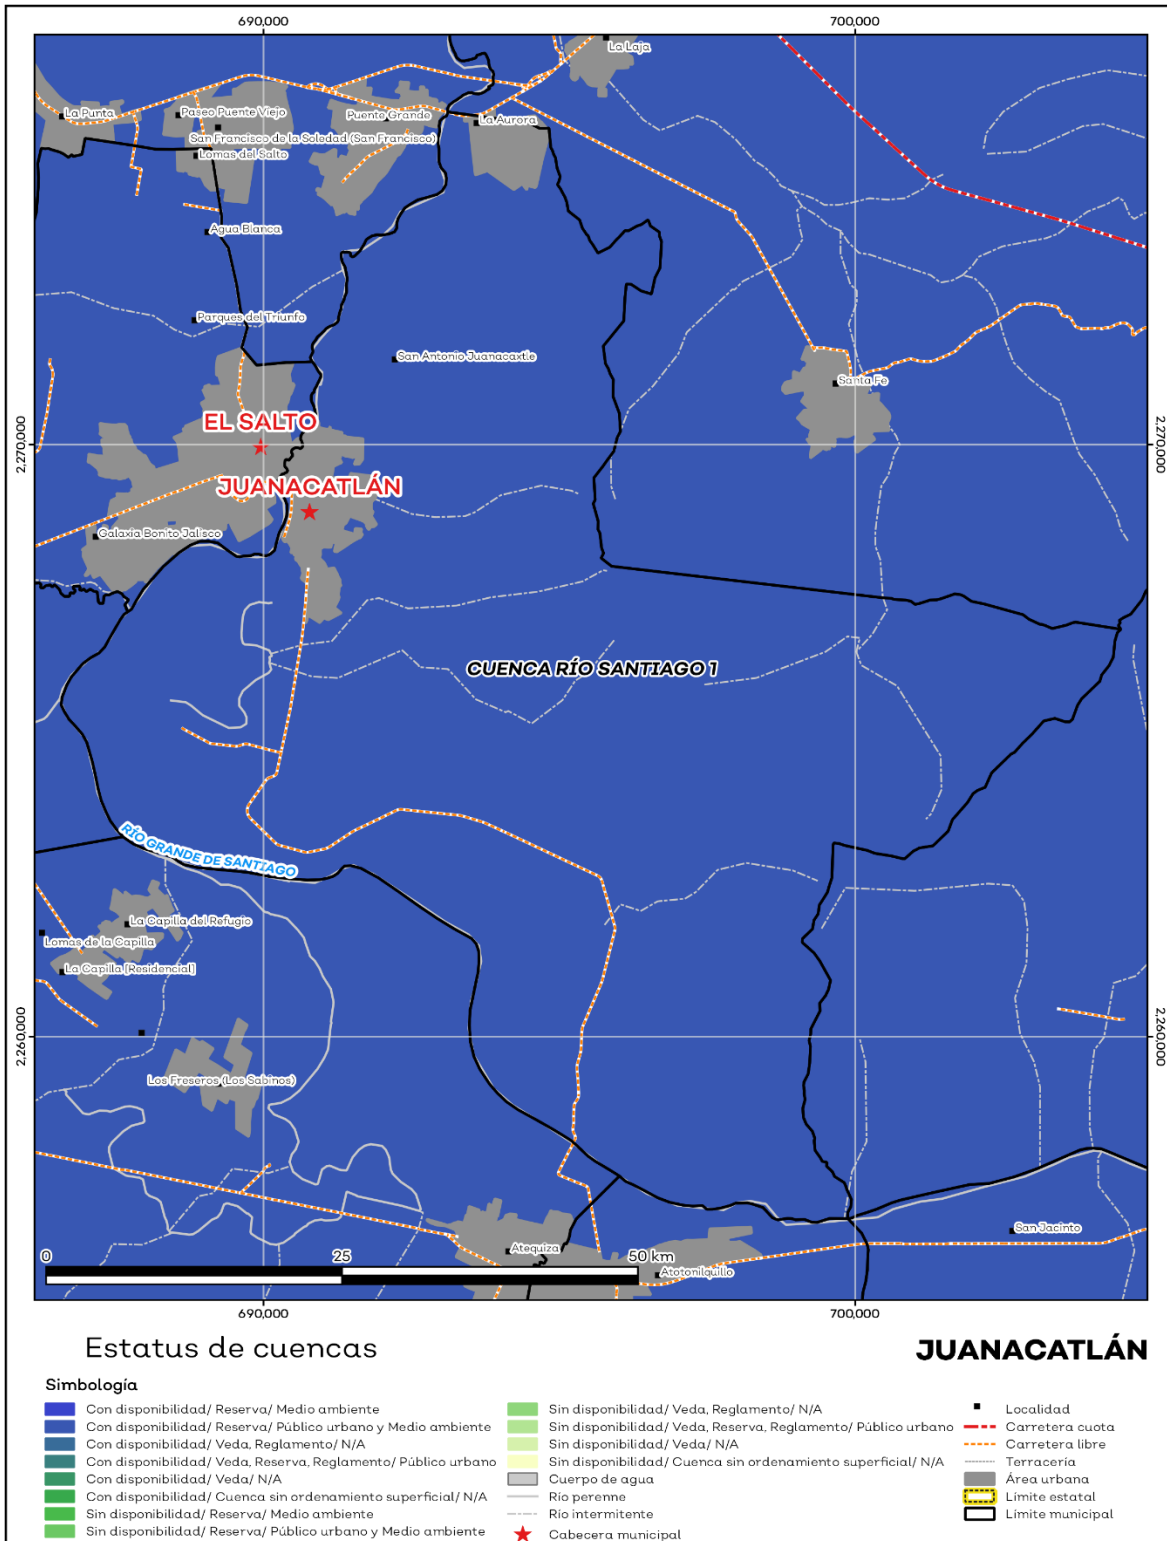 690,000
700,000
La Laja
La Punta
Paseo Puente Viejo
Puente Grande
La Aurora
San Francisco de la Soledad (San Francisco)
Lomas del Salto
Agua Blanca
Parques del Triunfo
San Antonio Juanacaxtle
Santa Fe
EL SALTO
2,270,000
2,270,000
JUANACATLÁN
Galaxia Bonito Jalisco
CUENCA RÍO SANTIAGO 1
RÍO GRANDE DE SANTIAGO
La Capilla del Refugio
Lomas de la Capilla
La Capilla [Residencial]
2,260,000
2,260,000
Los Freseros (Los Sabinos)
San Jacinto
Atequiza
Atotonilquillo
0
25
50 km
690,000
700,000
Estatus de cuencas
JUANACATLÁN
Simbología
Con disponibilidad/ Reserva/ Medio ambiente
Con disponibilidad/ Reserva/ Público urbano y Medio ambiente
Con disponibilidad/ Veda, Reglamento/ N/A
Con disponibilidad/ Veda, Reserva, Reglamento/ Público urbano
Con disponibilidad/ Veda/ N/A
Con disponibilidad/ Cuenca sin ordenamiento superficial/ N/A
Sin disponibilidad/ Reserva/ Medio ambiente
Sin disponibilidad/ Reserva/ Público urbano y Medio ambiente
Sin disponibilidad/ Veda, Reglamento/ N/A
Sin disponibilidad/ Veda, Reserva, Reglamento/ Público urbano
Sin disponibilidad/ Veda/ N/A
Sin disponibilidad/ Cuenca sin ordenamiento superficial/ N/A
Cuerpo de agua
Río perenne
Río intermitente
Cabecera municipal
Localidad
Carretera cuota
Carretera libre
Terracería
Área urbana
Límite estatal
Límite municipal